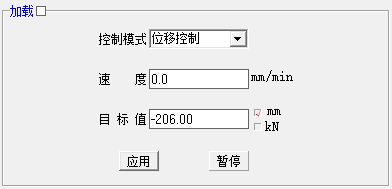 加载
控制模式 位移控制
速 度 0.0 mm/min
目 标 值 -206.00 mm
kN
应用 暂停